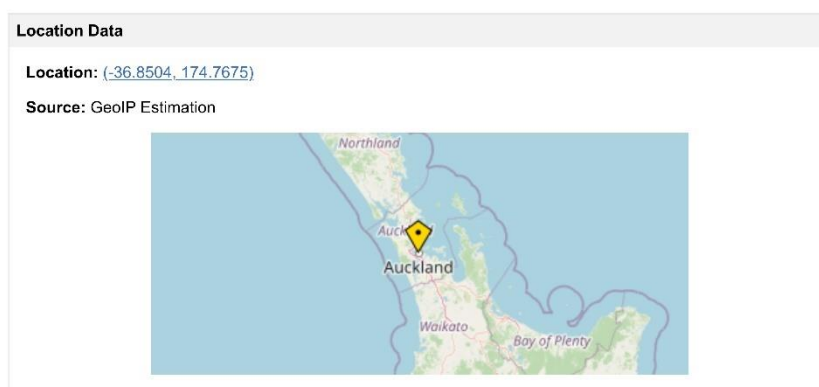 Location Data
Location: (-36.8504, 174.7675)
Source: GeoIP Estimation
Northland
Auckland
Waikato
Bay of Plenty